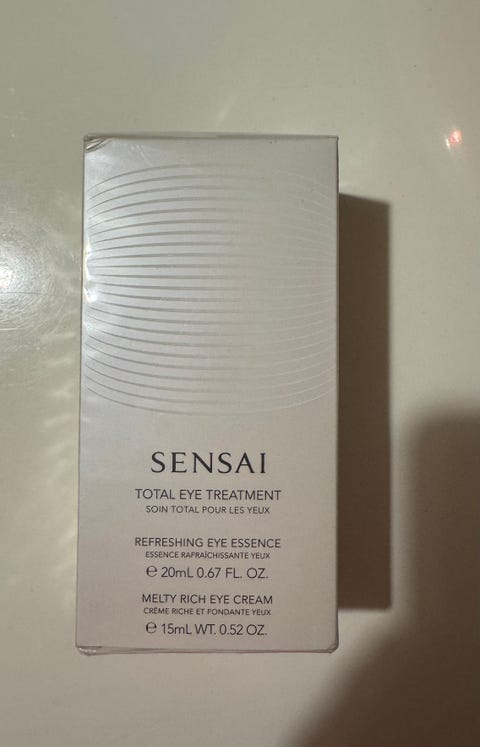 SENSAI
TOTAL EYE TREATMENT
SOIN TOTAL POUR LES YEUX
REFRESHING EYE ESSENCE
ESSENCE RAFRAÎCHISSANTE YEUX
℮ 20mL 0.67 FL. OZ.
MELTY RICH EYE CREAM
CRÈME RICHE ET FONDANTE YEUX
℮ 15mL WT. 0.52 OZ.